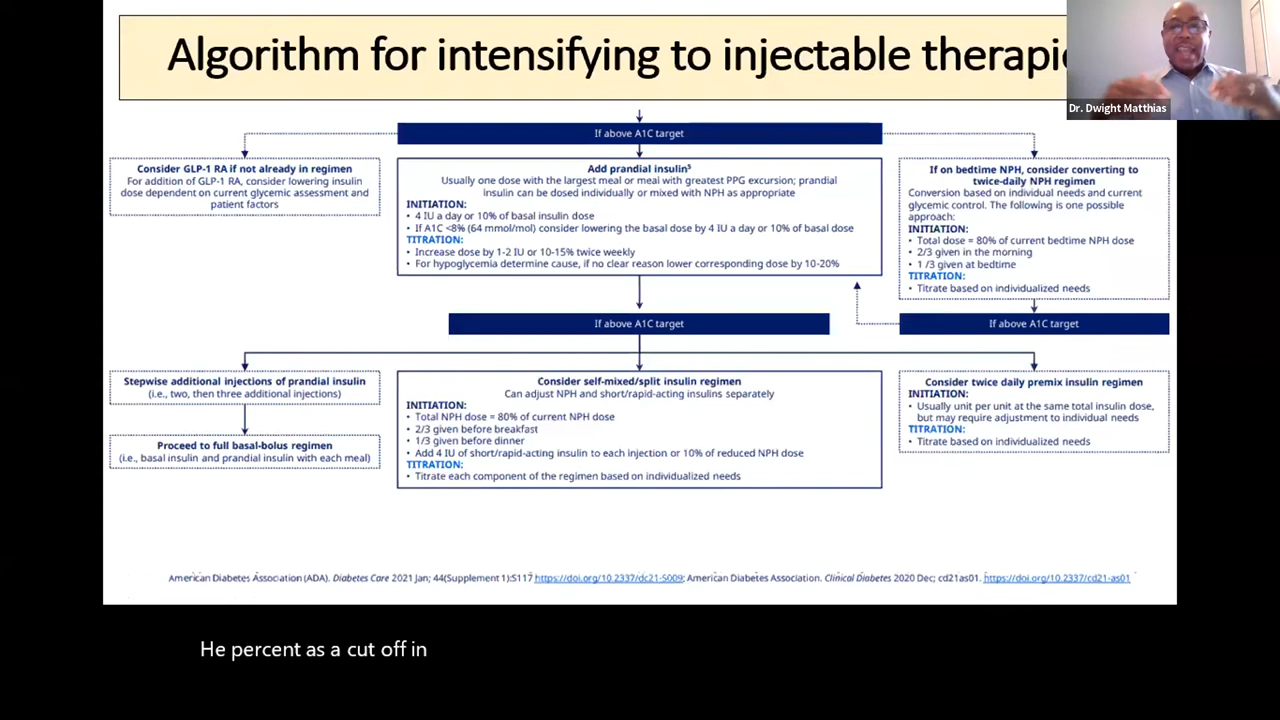 Algorithm for intensifying to injectable therapie
Dr. Dwight Matthias
If above A1C target
Consider GLP-1 RA if not already in regimen
For addition of GLP-1 RA, consider lowering insulin
dose dependent on current glycemic assessment and
patient factors
Add prandial insulin⁵
Usually one dose with the largest meal or meal with greatest PPG excursion; prandial
insulin can be dosed individually or mixed with NPH as appropriate
INITIATION:
• 4 IU a day or 10% of basal insulin dose
• If A1C <8% (64 mmol/mol) consider lowering the basal dose by 4 IU a day or 10% of basal dose
TITRATION:
• Increase dose by 1-2 IU or 10-15% twice weekly
• For hypoglycemia determine cause, if no clear reason lower corresponding dose by 10-20%
If on bedtime NPH, consider converting to
twice-daily NPH regimen
Conversion based on individual needs and current
glycemic control. The following is one possible
approach:
INITIATION:
• Total dose = 80% of current bedtime NPH dose
• 2/3 given in the morning
• 1 /3 given at bedtime
TITRATION:
• Titrate based on individualized needs
If above A1C target
If above A1C target
Stepwise additional injections of prandial insulin
(i.e., two, then three additional injections)
Proceed to full basal-bolus regimen
(i.e., basal insulin and prandial insulin with each meal)
Consider self-mixed/split insulin regimen
Can adjust NPH and short/rapid-acting insulins separately
INITIATION:
• Total NPH dose = 80% of current NPH dose
• 2/3 given before breakfast
• 1/3 given before dinner
• Add 4 IU of short/rapid-acting insulin to each injection or 10% of reduced NPH dose
TITRATION:
• Titrate each component of the regimen based on individualized needs
Consider twice daily premix insulin regimen
INITIATION:
• Usually unit per unit at the same total insulin dose,
but may require adjustment to individual needs
TITRATION:
• Titrate based on individualized needs
American Diabetes Association (ADA). Diabetes Care 2021 Jan; 44(Supplement 1):S117 https://doi.org/10.2337/dc21-S009; American Diabetes Association. Clinical Diabetes 2020 Dec; cd21as01. https://doi.org/10.2337/cd21-as01
He percent as a cut off in